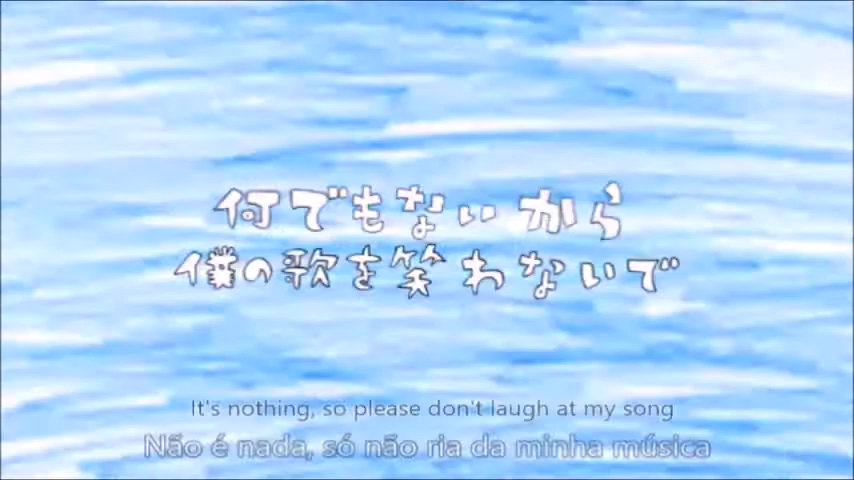 何でもないから
僕の歌を笑わないで
It's nothing, so please don't laugh at my song
Não é nada, só não ria da minha música